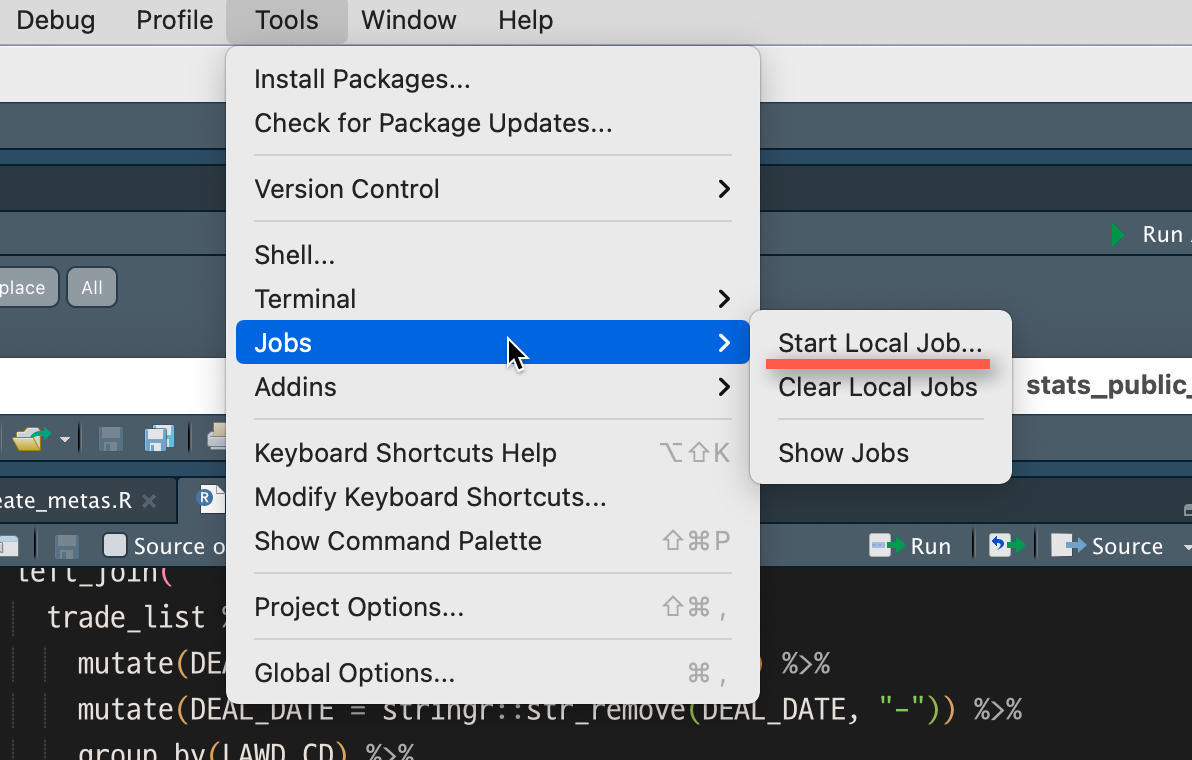 Debug Profile Tools Window Help
Install Packages...
Check for Package Updates...
Version Control
Run
place All
Shell...
Terminal
Jobs
Start Local Job...
Addins
Clear Local Jobs
stats_public_
Keyboard Shortcuts Help ⌥⇧K
Show Jobs
Modify Keyboard Shortcuts...
eate_metas.R
Show Command Palette ⇧⌘P
Source o
Run
Source
left_join(
Project Options... ⇧⌘,
trade_list %
mutate(DEA ) %>%
Global Options... ⌘,
mutate(DEAL_DATE = stringr::str_remove(DEAL_DATE, "-")) %>%
group_by(LAWD_CD) %>%